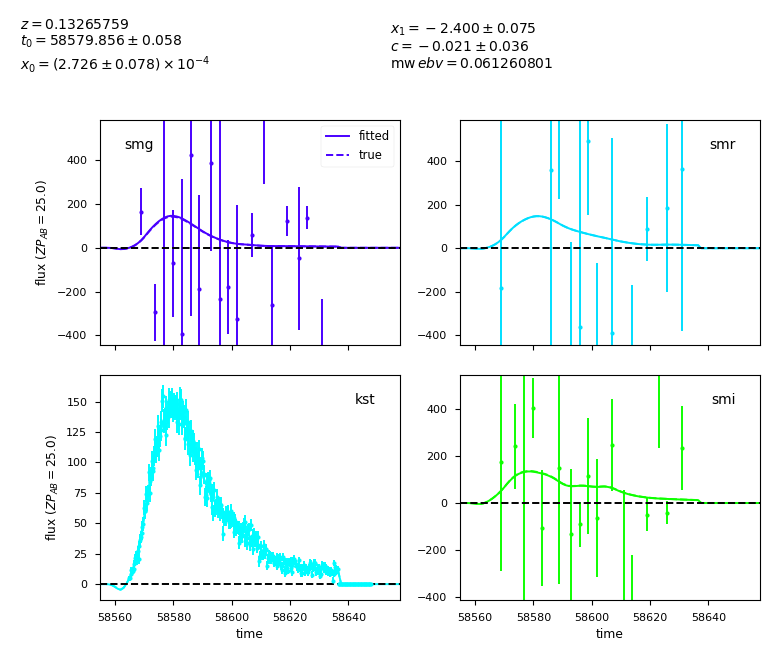 z = 0.13265759
t₀ = 58579.856 ± 0.058
x₀ = (2.726 ± 0.078) × 10⁻⁴
x₁ = −2.400 ± 0.075
c = −0.021 ± 0.036
mw ebv = 0.061260801
smg
fitted
true
400
200
0
−200
−400
flux (ZP_AB = 25.0)
smr
400
200
0
−200
−400
kst
150
125
100
75
50
25
0
flux (ZP_AB = 25.0)
58560 58580 58600 58620 58640
time
smi
400
200
0
−200
−400
58560 58580 58600 58620 58640
time